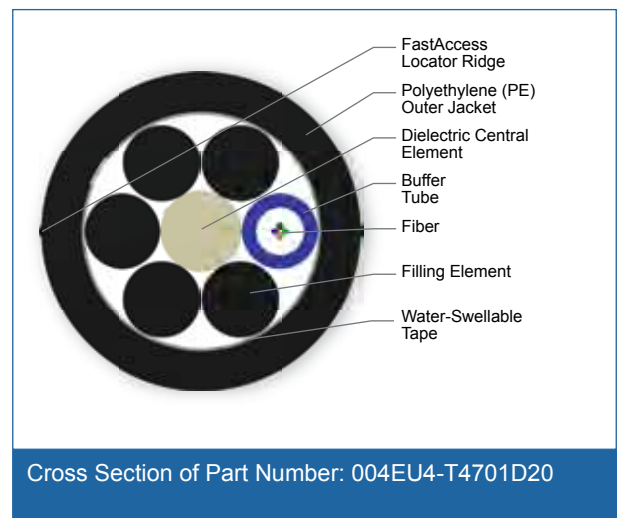 FastAccess
Locator Ridge
Polyethylene (PE)
Outer Jacket
Dielectric Central
Element
Buffer
Tube
Fiber
Filling Element
Water-Swellable
Tape
Cross Section of Part Number: 004EU4-T4701D20